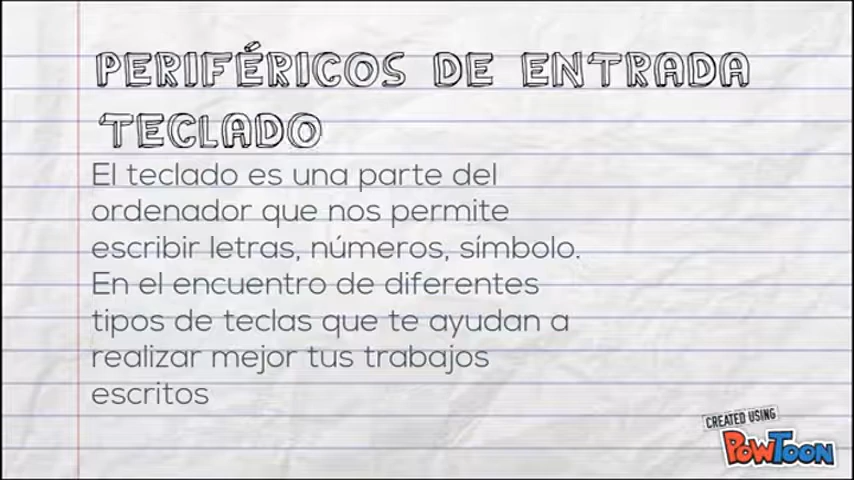 PERIFÉRICOS DE ENTRADA
TECLADO
El teclado es una parte del
ordenador que nos permite
escribir letras, números, símbolo.
En el encuentro de diferentes
tipos de teclas que te ayudan a
realizar mejor tus trabajos
escritos
CREATED USING
POWTOON